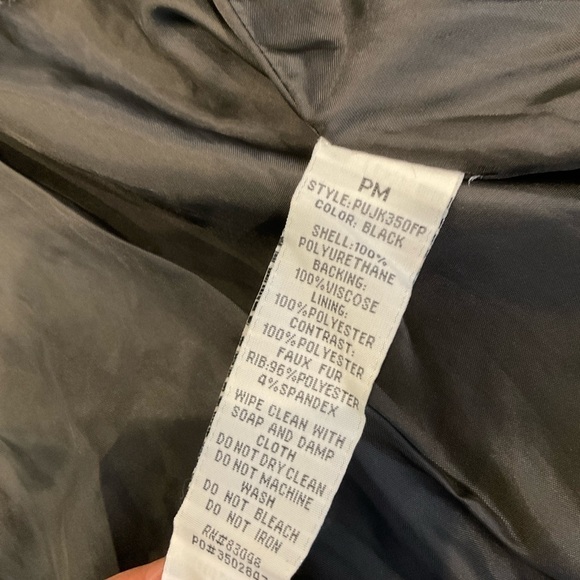 PM
STYLE:PUJK350FP
COLOR: BLACK
SHELL:100%
POLYURETHANE
BACKING:
100%VISCOSE
LINING:
100%POLYESTER
CONTRAST:
100%POLYESTER
FAUX FUR
RIB:96%POLYESTER
4%SPANDEX
WIPE CLEAN WITH
SOAP AND DAMP
CLOTH
DO NOT DRY CLEAN
DO NOT MACHINE
WASH
DO NOT BLEACH
DO NOT IRON